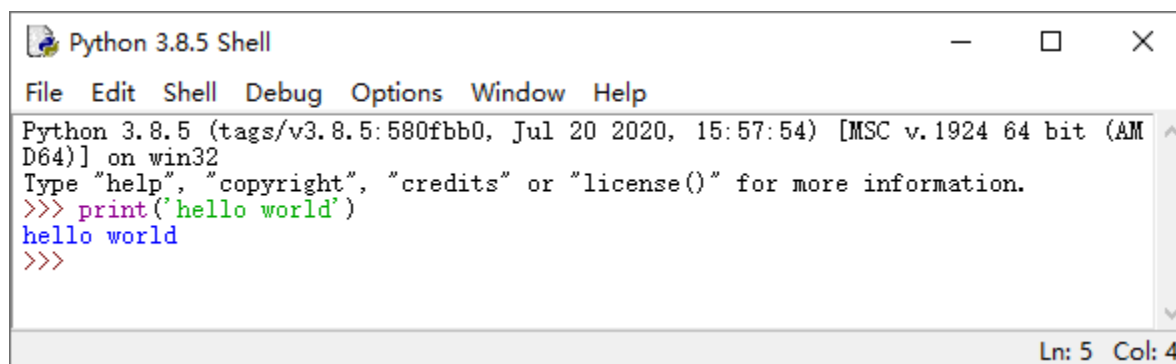 Python 3.8.5 Shell
File Edit Shell Debug Options Window Help
Python 3.8.5 (tags/v3.8.5:580fbb0, Jul 20 2020, 15:57:54) [MSC v.1924 64 bit (AM
D64)] on win32
Type "help", "copyright", "credits" or "license()" for more information.
>>> print('hello world')
hello world
>>>
Ln: 5 Col: 4